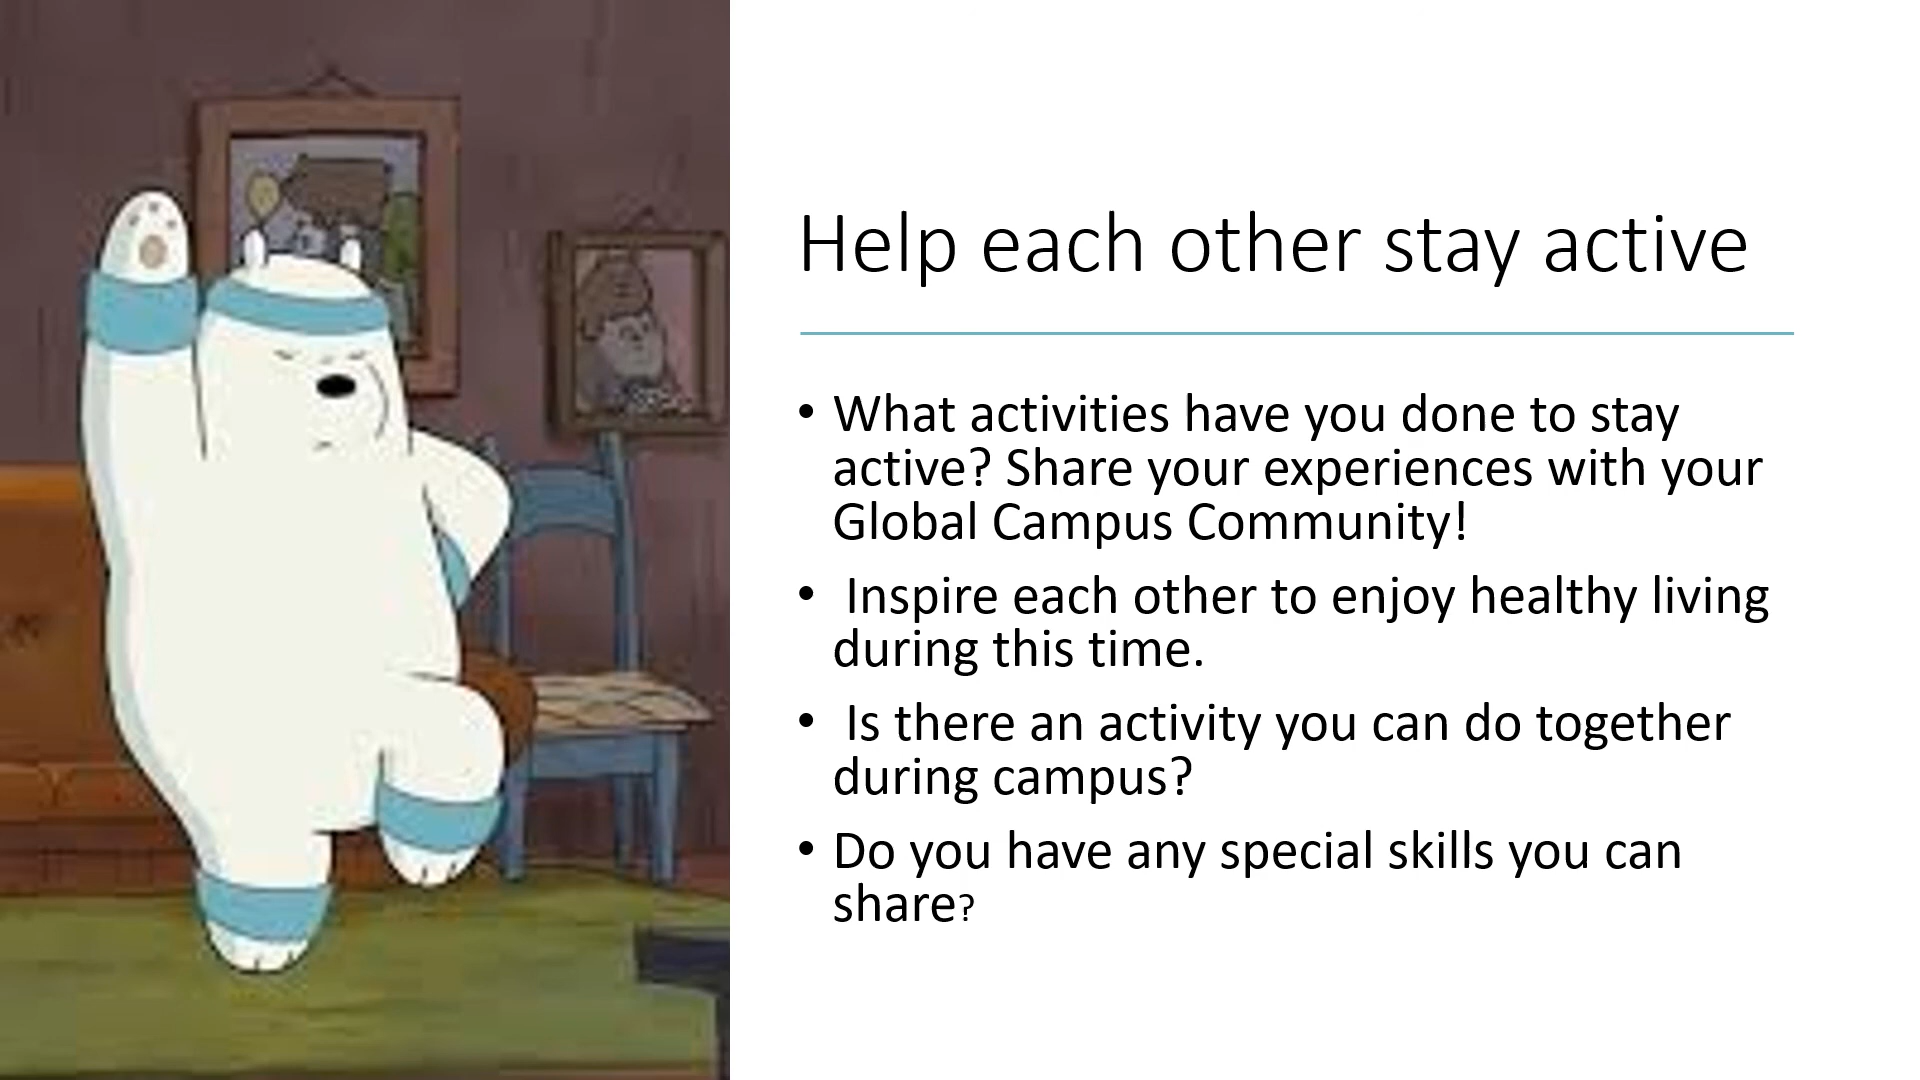 Help each other stay active
• What activities have you done to stay
active? Share your experiences with your
Global Campus Community!
• Inspire each other to enjoy healthy living
during this time.
• Is there an activity you can do together
during campus?
• Do you have any special skills you can
share?